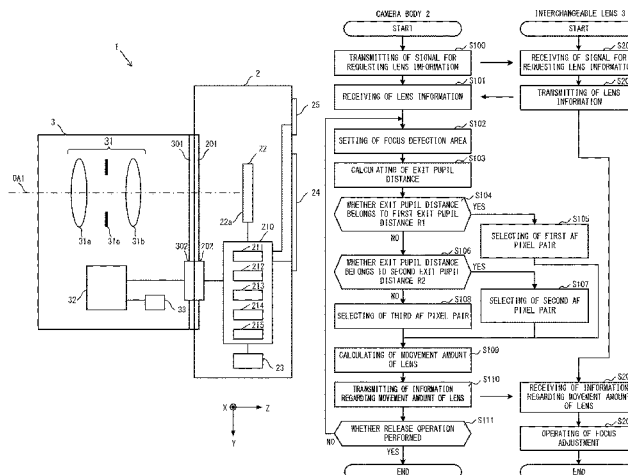 1
2
25
3
31
301
201
22
24
OA1
22a
210
31a
31c
31b
302
202
211
212
213
214
215
32
33
23
X
Z
Y
CAMERA BODY 2
START
S100
TRANSMITTING OF SIGNAL FOR
REQUESTING LENS INFORMATION
S101
RECEIVING OF LENS INFORMATION
S102
SETTING OF FOCUS DETECTION AREA
S103
CALCULATING OF EXIT PUPIL
DISTANCE
S104
WHETHER EXIT PUPIL DISTANCE
BELONGS TO FIRST EXIT PUPIL
DISTANCE R1
YES
S105
SELECTING OF FIRST AF
PIXEL PAIR
NO
S106
WHETHER EXIT PUPIL DISTANCE
BELONGS TO SECOND EXIT PUPIL
DISTANCE R2
YES
S107
SELECTING OF SECOND AF
PIXEL PAIR
NO
S108
SELECTING OF THIRD AF PIXEL PAIR
S109
CALCULATING OF MOOVEMENT AMOUNT
OF LENS
S110
TRANSMITTING OF INFORMATION
REGARDING MOVEMENT AMOUNT OF LENS
S111
WHETHER RELEASE OPERATION
PERFORMED
NO
YES
END
INTERCHANGEABLE LENS 3
START
S20
RECEIVING OF SIGNAL FOR
REQUESTING LENS INFORMATI
S20
TRANSMITTING OF LENS
INFORMATION
S20
RECEIVING OF INFORMATION
REGARDING MOVEMENT AMOUNT
OF LENS
S20
OPERATING OF FOCUS
ADJUSTMENT
END